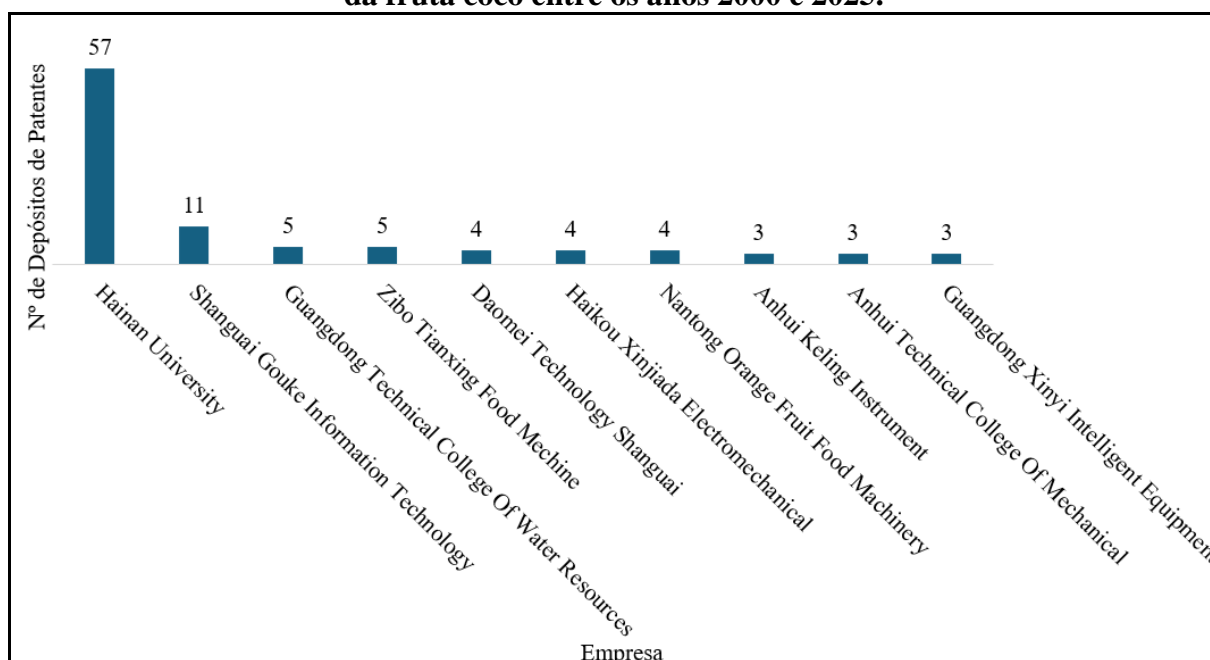 da fruta coco entre os anos 2000 e 2023.
Nº de Depósitos de Patentes
57
11
5
5
4
4
4
3
3
3
Hainan University
Shanguai Gouke Information Technology
Guangdong Technical College Of Water Resources
Zibo Tianxing Food Mechine
Daomei Technology Shanguai
Haikou Xinjiada Electromechanical
Nantong Orange Fruit Food Machinery
Anhui Keling Instrument
Anhui Technical College Of Mechanical
Guangdong Xinyi Intelligent Equipment
Empresa